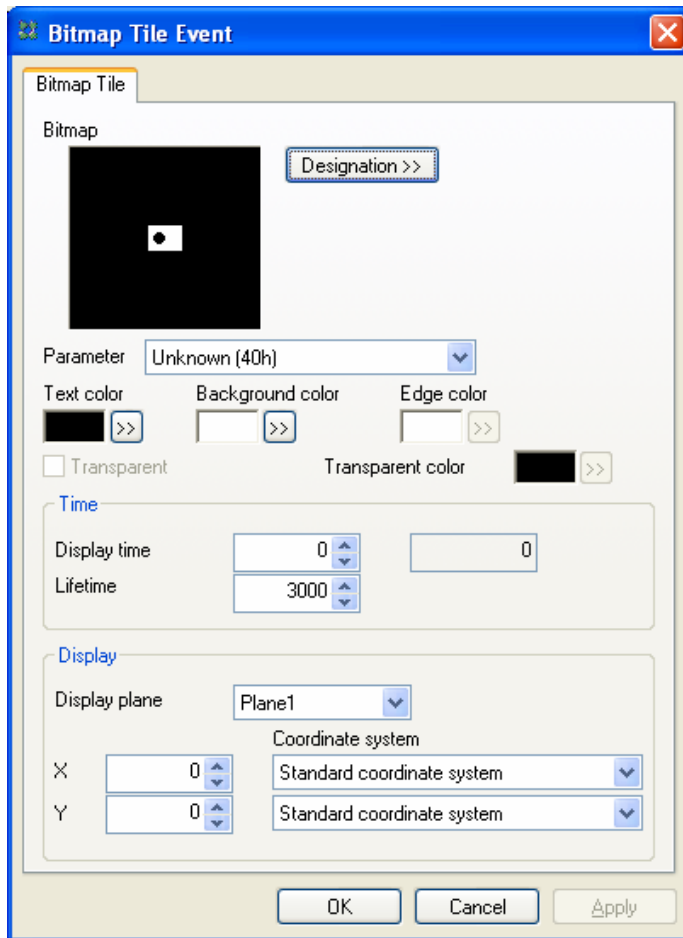 Bitmap Tile Event
Bitmap Tile
Bitmap
Designation >>
Parameter Unknown (40h)
Text color Background color Edge color
>> >> >>
Transparent Transparent color >>
Time
Display time 0 0
Lifetime 3000
Display
Display plane Plane1
Coordinate system
X 0 Standard coordinate system
Y 0 Standard coordinate system
OK Cancel Apply